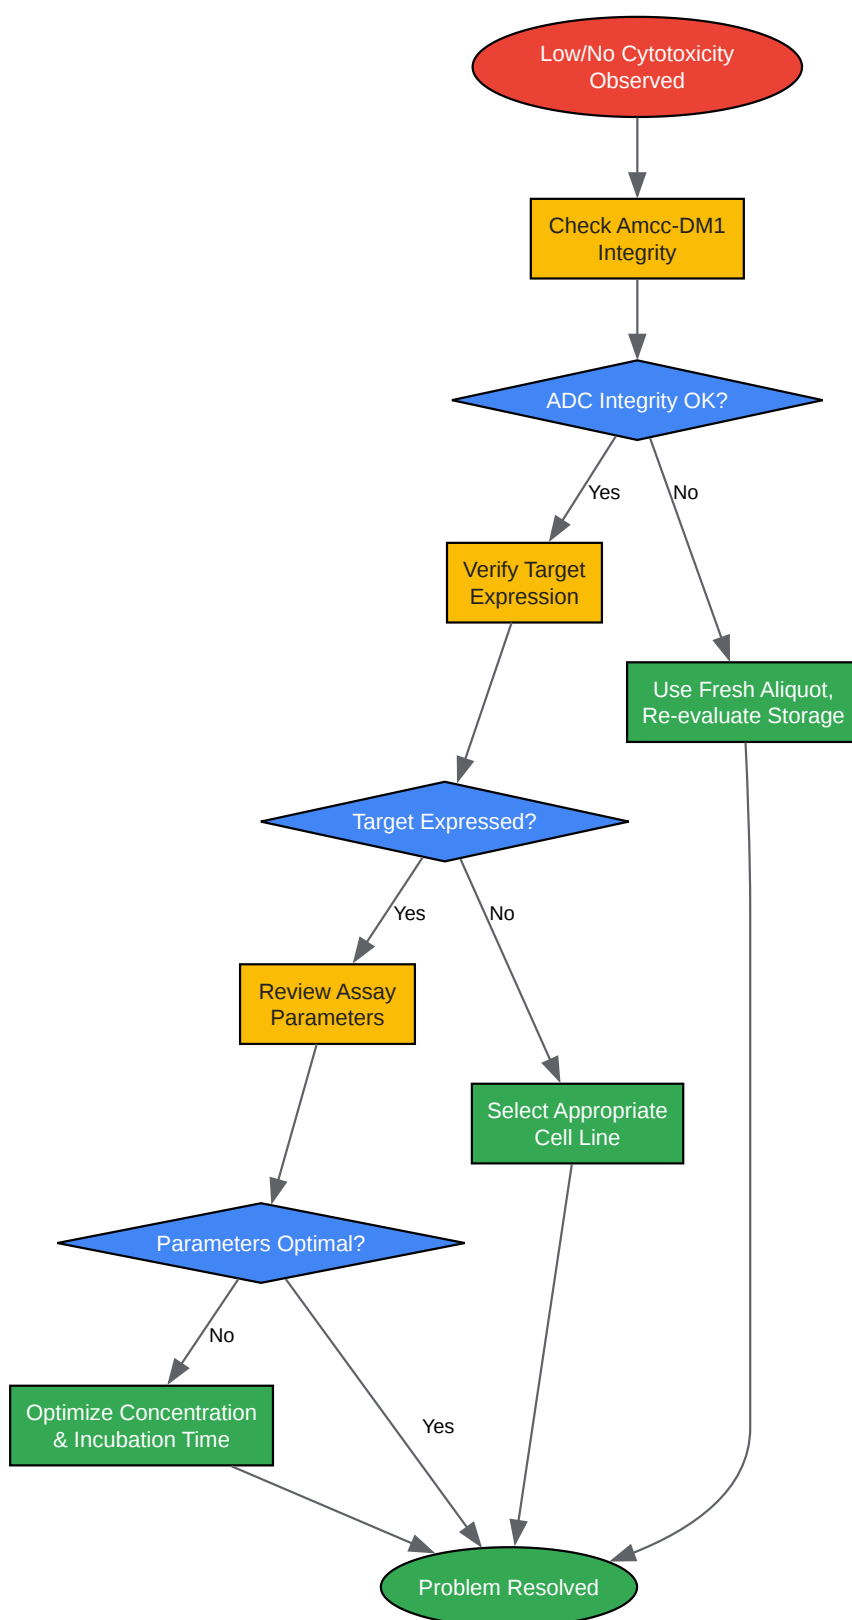 Low/No Cytotoxicity
Observed
Check Amcc-DM1
Integrity
ADC Integrity OK?
Yes
No
Verify Target
Expression
Use Fresh Aliquot,
Re-evaluate Storage
Target Expressed?
Yes
No
Review Assay
Parameters
Select Appropriate
Cell Line
Parameters Optimal?
No
Yes
Optimize Concentration
& Incubation Time
Problem Resolved